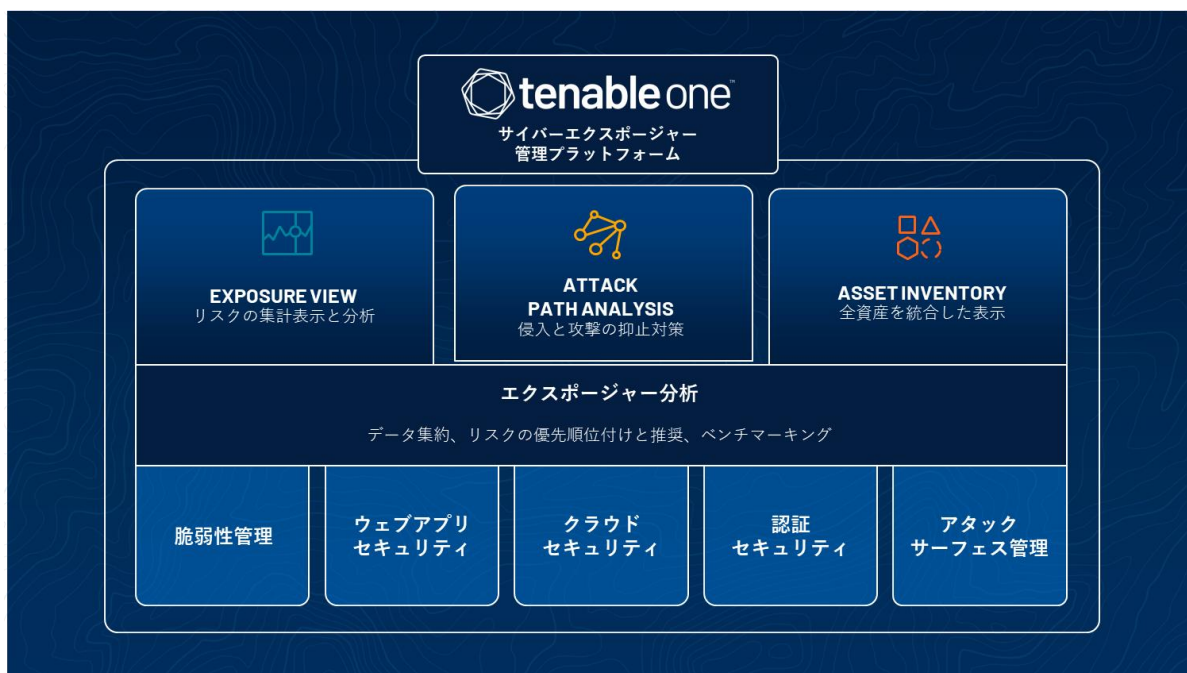 tenable one™
サイバーエクスポージャー
管理プラットフォーム
EXPOSURE VIEW
リスクの集計表示と分析
ATTACK
PATH ANALYSIS
侵入と攻撃の抑止対策
ASSET INVENTORY
全資産を統合した表示
エクスポージャー分析
データ集約、リスクの優先順位付けと推奨、ベンチマーキング
脆弱性管理
ウェブアプリ
セキュリティ
クラウド
セキュリティ
認証
セキュリティ
アタック
サーフェス管理